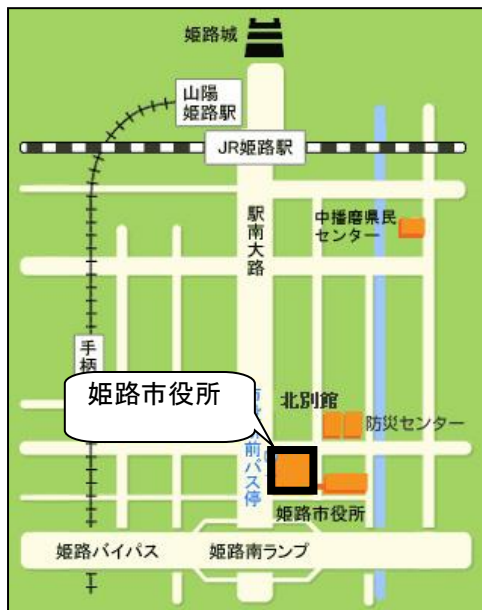 姫路城
山陽
姫路駅
JR姫路駅
駅南大路
中播磨県民
センター
手柄
姫路市役所
北別館
防災センター
前バス停
姫路市役所
姫路バイパス
姫路南ランプ